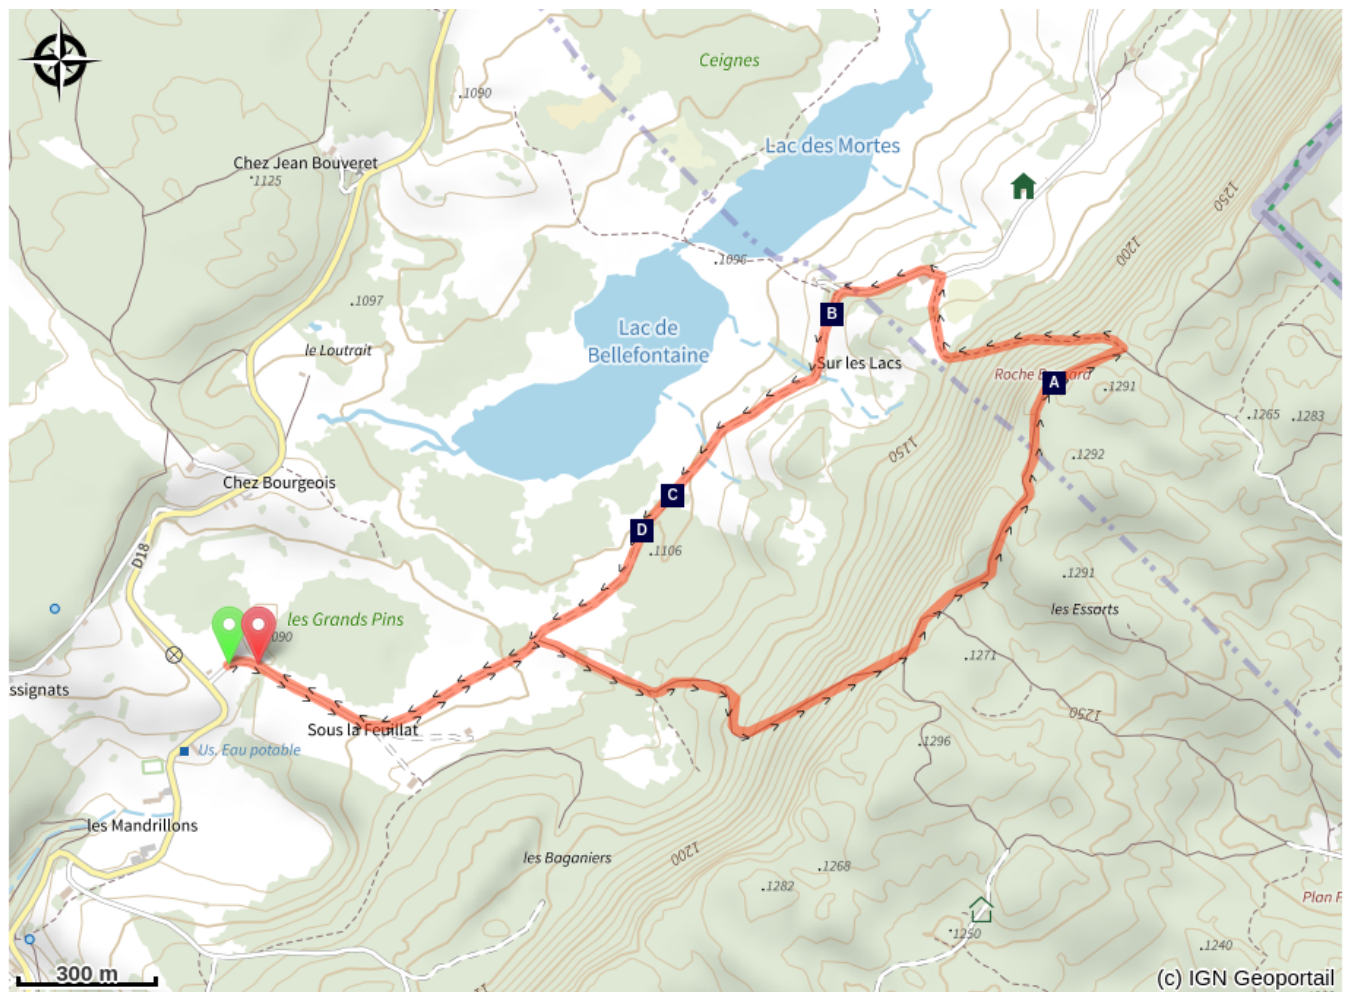 Ceignes
.1090
Lac des Mortes
Chez Jean Bouveret
•1125
1250
1200
.1096
.1097
Lac de
Bellefontaine
le Loutrait
B
Sur les Lacs
A
.1291
.1265
.1283
1150
.1292
Chez Bourgeois
C
D
D18
.1106
.1291
les Essarts
les Grands Pins
090
.1271
ssignats
Sous la Feuillat
1250
Us. Eau potable
.1296
les Mandrillons
1200
les Baganiers
.1268
.1282
Plan P
•1250
.1240
300 m
(c) IGN Geoportail